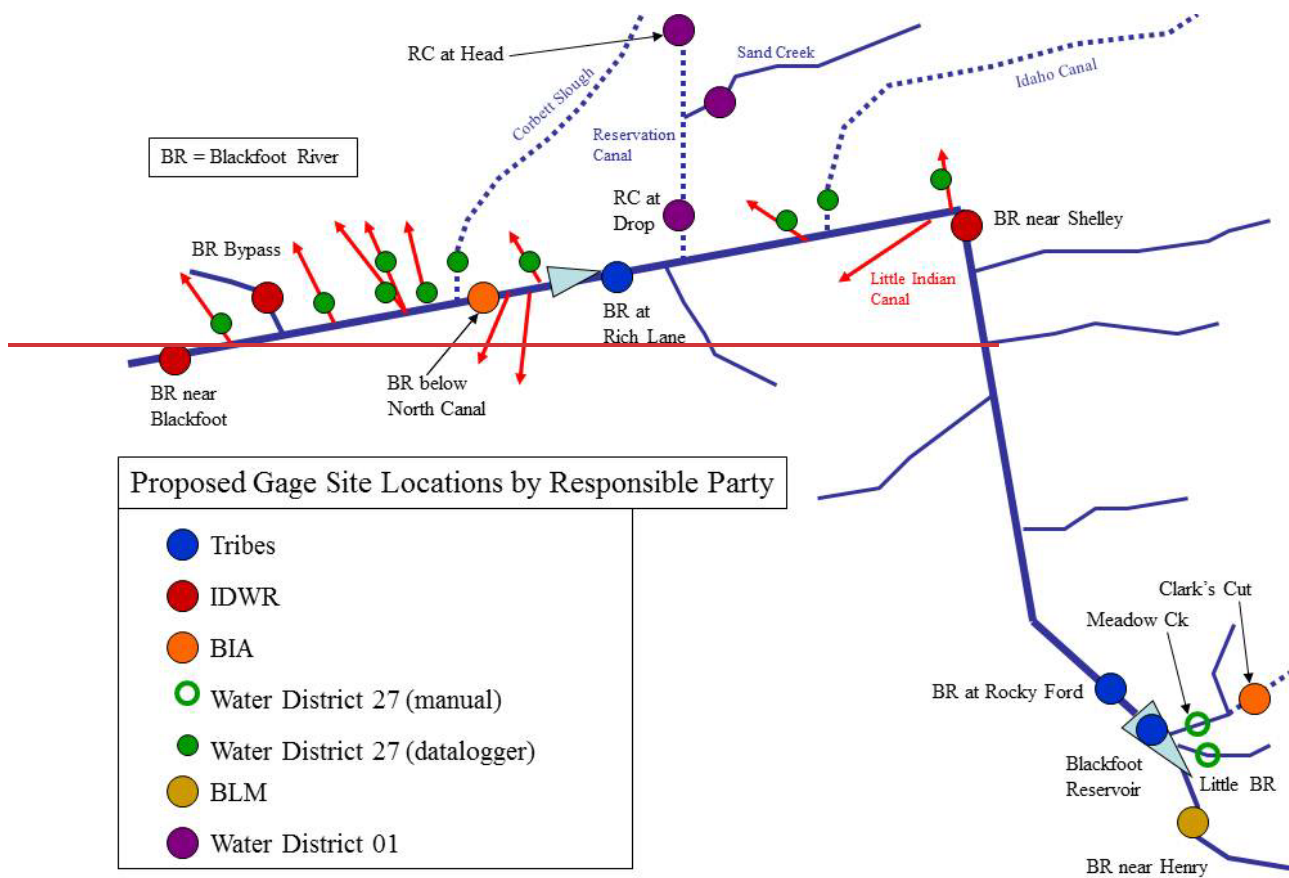 RC at Head
Sand Creek
Corbett Slough
Idaho Canal
BR = Blackfoot River
Reservation
Canal
RC at
Drop
BR near Shelley
BR Bypass
Little Indian
Canal
BR at
Rich Lane
BR near
Blackfoot
BR below
North Canal
Proposed Gage Site Locations by Responsible Party
Tribes
IDWR
BIA
Water District 27 (manual)
Water District 27 (datalogger)
BLM
Water District 01
Clark's Cut
Meadow Ck
BR at Rocky Ford
Blackfoot
Reservoir
Little BR
BR near Henry